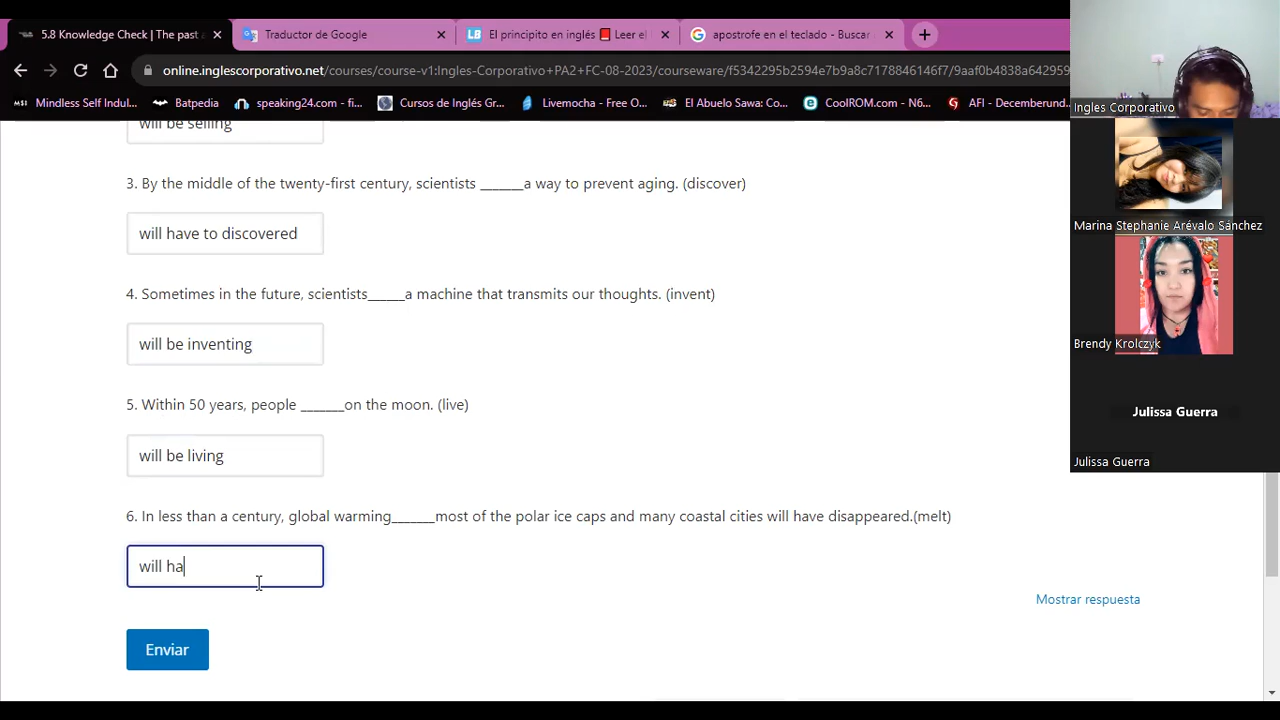 5.8 Knowledge Check | The past
Traductor de Google
El principito en inglés 📕 Leer el
apostrofe en el teclado - Buscar
online.inglescorporativo.net/courses/course-v1:Ingles-Corporativo+PA2+FC-08-2023/courseware/f5342295b2594e7b9a8c7178846146f7/9aaf0b4838a642959
Mindless Self Indul...
Batpedia
speaking24.com - fi...
Cursos de Inglés Gr...
Livemocha - Free O...
El Abuelo Sawa: Co...
CoolROM.com - N6...
AFI - Decemberund...
will be selling
3. By the middle of the twenty-first century, scientists _______a way to prevent aging. (discover)
will have to discovered
4. Sometimes in the future, scientists______a machine that transmits our thoughts. (invent)
will be inventing
5. Within 50 years, people _______on the moon. (live)
will be living
6. In less than a century, global warming_______most of the polar ice caps and many coastal cities will have disappeared.(melt)
will ha
Mostrar respuesta
Enviar
Ingles Corporativo
Marina Stephanie Arévalo Sánchez
Brendy Krolczyk
Julissa Guerra
Julissa Guerra